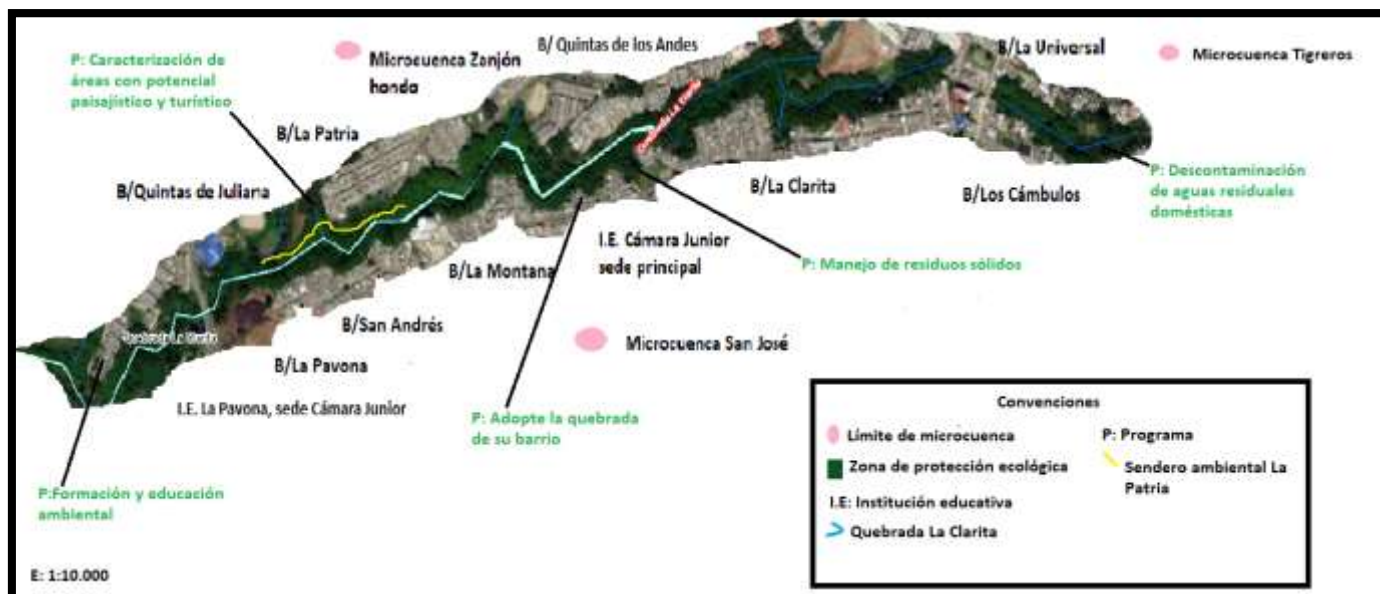 P: Caracterización de
áreas con potencial
paisajístico y turístico
Microcuenca Zanjón
hondo
B/ Quintas de los Andes
B/La Universal
Microcuenca Tigreros
B/La Patria
B/Quintas de Juliana
B/La Clarita
B/Los Cámbulos
P: Descontaminación
de aguas residuales
domésticas
I.E. Cámara Junior
sede principal
P: Manejo de residuos sólidos
B/La Montana
B/San Andrés
Microcuenca San José
B/La Pavona
I.E. La Pavona, sede Cámara Junior
P: Adopte la quebrada
de su barrio
P:Formación y educación
ambiental
E: 1:10.000
Convenciones
Límite de microcuenca
Zona de protección ecológica
I.E: Institución educativa
Quebrada La Clarita
P: Programa
Sendero ambiental La
Patria